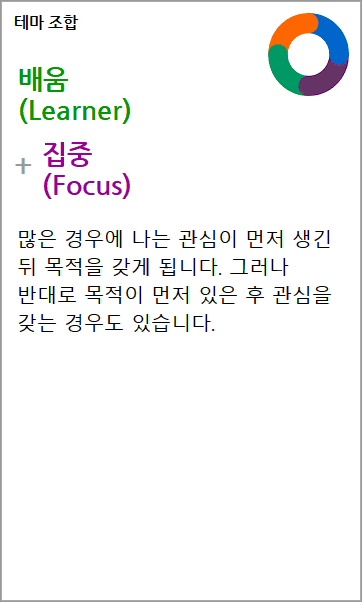 테마 조합
배움
(Learner)
+ 집중
(Focus)
많은 경우에 나는 관심이 먼저 생긴
뒤 목적을 갖게 됩니다. 그러나
반대로 목적이 먼저 있은 후 관심을
갖는 경우도 있습니다.